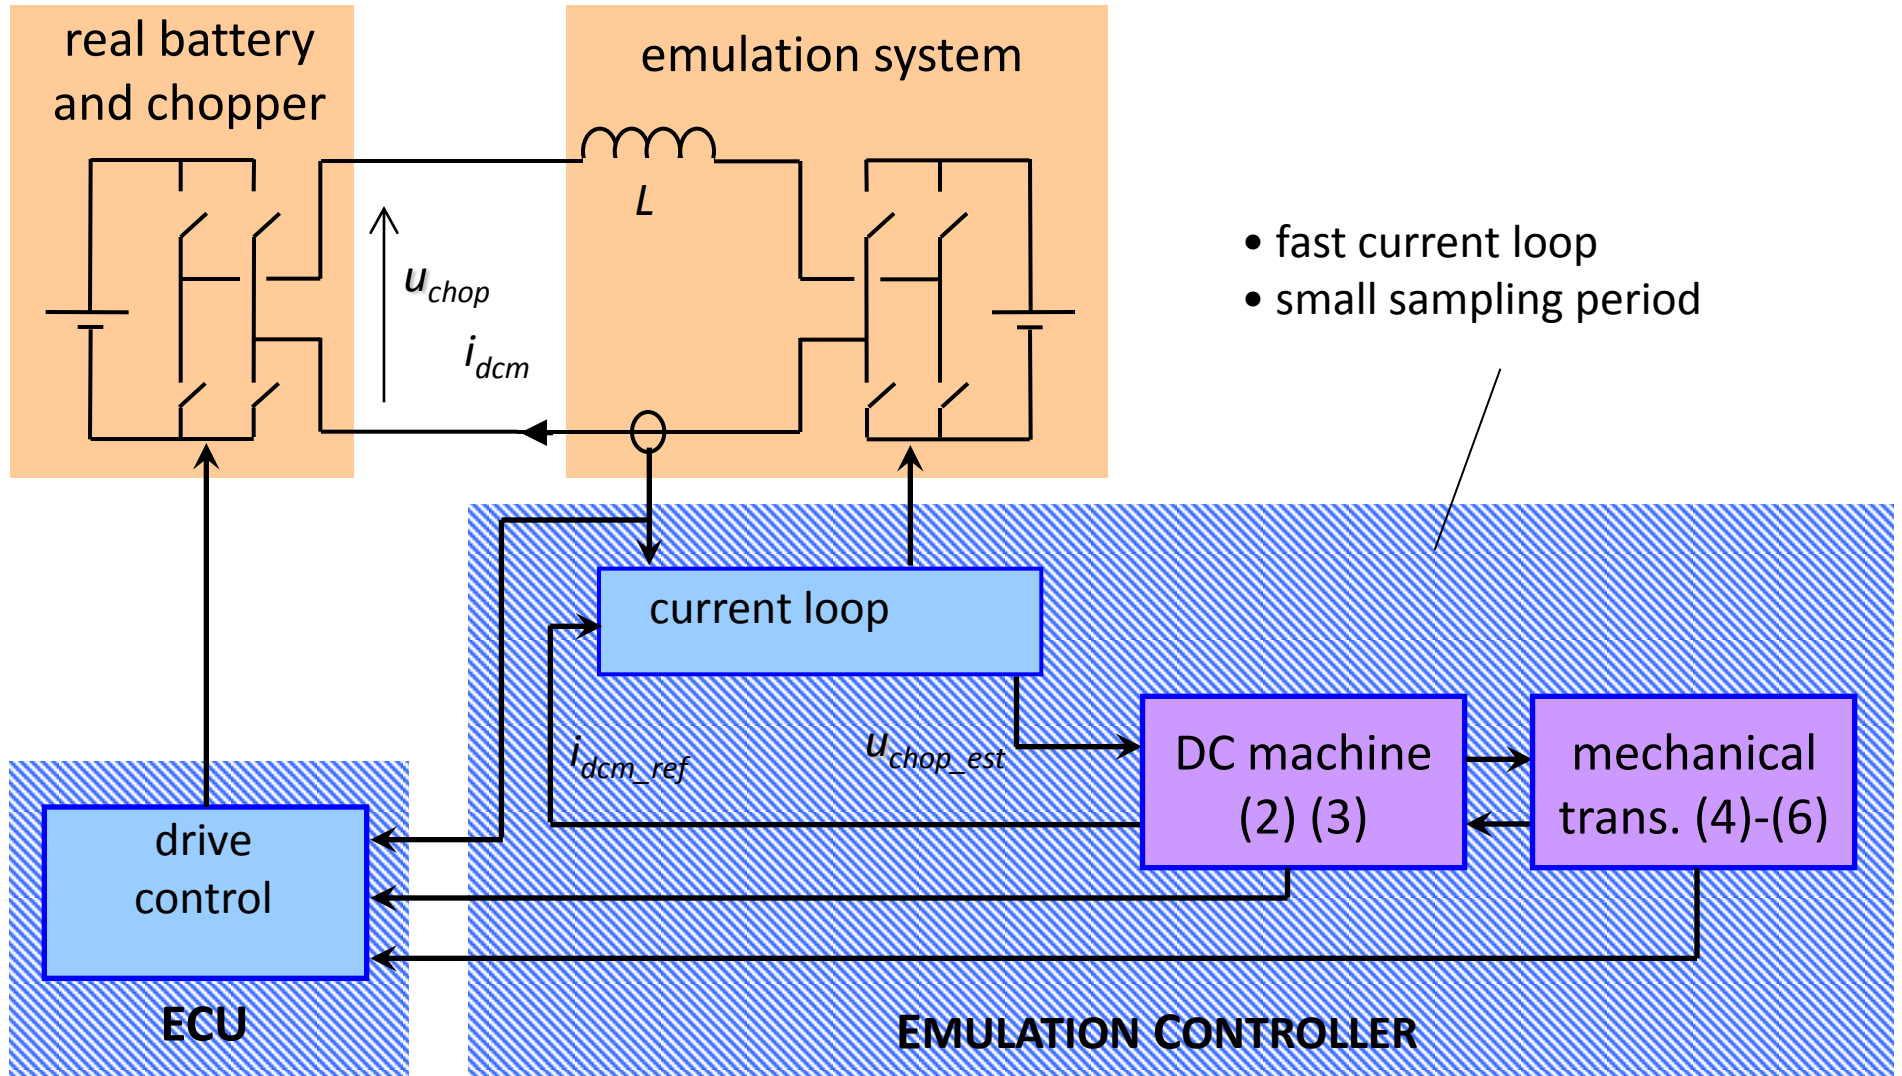 real battery
and chopper
emulation system
L
u_chop
i_dcm
• fast current loop
• small sampling period
current loop
i_dcm_ref
u_chop_est
DC machine
(2) (3)
mechanical
trans. (4)-(6)
drive
control
ECU
EMULATION CONTROLLER